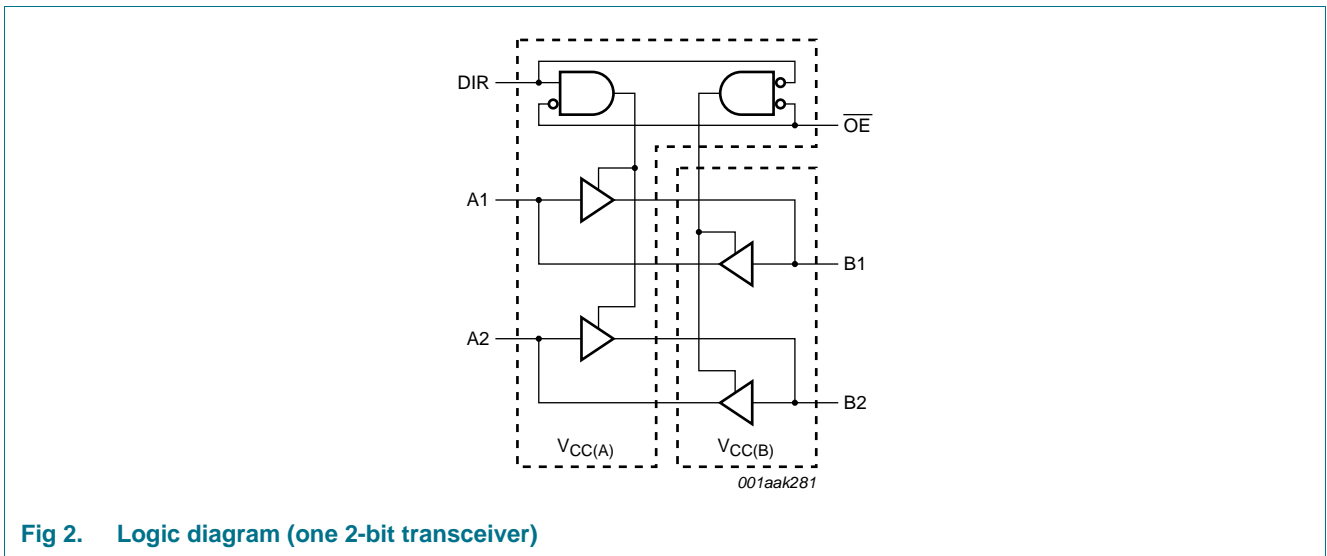 DIR
OE
A1
B1
A2
B2
VCC(A)
VCC(B)
001aak281
Fig 2. Logic diagram (one 2-bit transceiver)